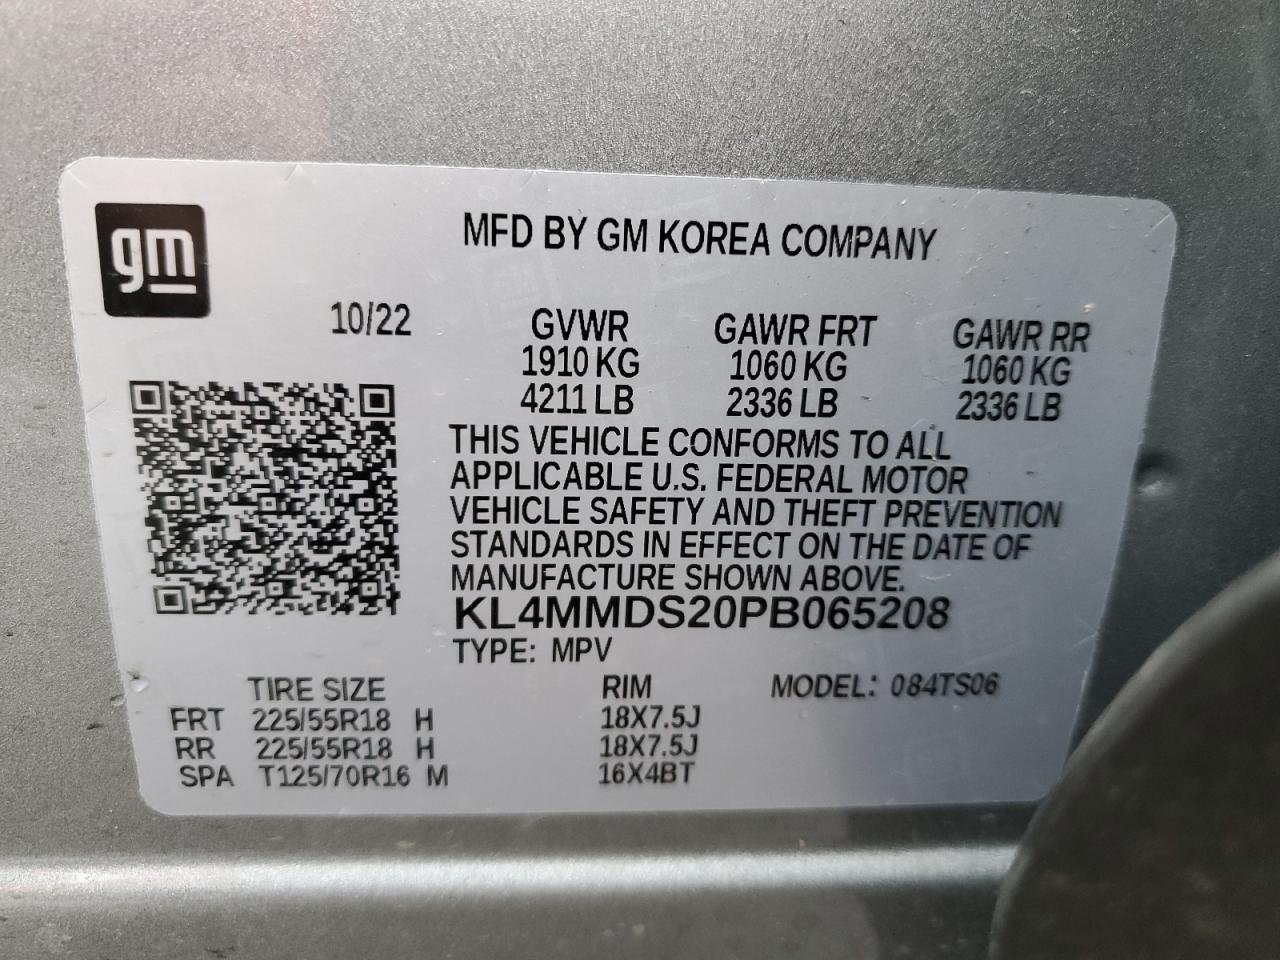 gm
MFD BY GM KOREA COMPANY
10/22 GVWR GAWR FRT GAWR RR
1910 KG 1060 KG 1060 KG
4211 LB 2336 LB 2336 LB
THIS VEHICLE CONFORMS TO ALL
APPLICABLE U.S. FEDERAL MOTOR
VEHICLE SAFETY AND THEFT PREVENTION
STANDARDS IN EFFECT ON THE DATE OF
MANUFACTURE SHOWN ABOVE.
KL4MMDS20PB065208
TYPE: MPV
TIRE SIZE RIM MODEL: 084TS06
FRT 225/55R18 H 18X7.5J
RR 225/55R18 H 18X7.5J
SPA T125/70R16 M 16X4BT